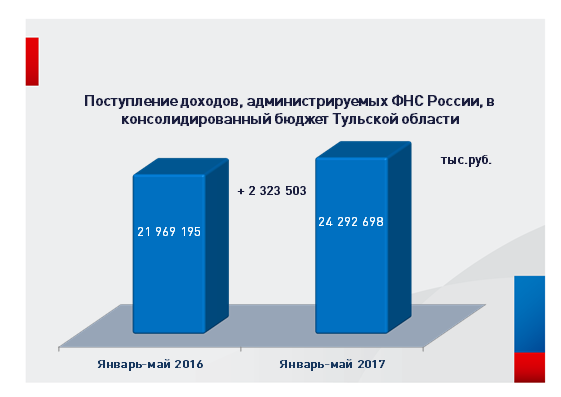 Поступление доходов, администрируемых ФНС России, в
консолидированный бюджет Тульской области
тыс.руб.
+ 2 323 503
21 969 195
24 292 698
Январь-май 2016
Январь-май 2017